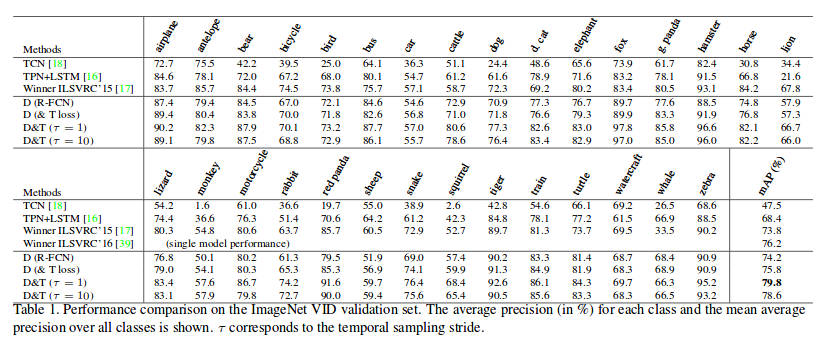 Methods airplane antelope bear bicycle bird bus car cattle dog d. cat elephant fox g. panda hamster horse lion
TCN [18] 72.7 75.5 42.2 39.5 25.0 64.1 36.3 51.1 24.4 48.6 65.6 73.9 61.7 82.4 30.8 34.4
TPN+LSTM [16] 84.6 78.1 72.0 67.2 68.0 80.1 54.7 61.2 61.6 78.9 71.6 83.2 78.1 91.5 66.8 21.6
Winner ILSVRC'15 [17] 83.7 85.7 84.4 74.5 73.8 75.7 57.1 58.7 72.3 69.2 80.2 83.4 80.5 93.1 84.2 67.8
D (R-FCN) 87.4 79.4 84.5 67.0 72.1 84.6 54.6 72.9 70.9 77.3 76.7 89.7 77.6 88.5 74.8 57.9
D (& T loss) 89.4 80.4 83.8 70.0 71.8 82.6 56.8 71.0 71.8 76.6 79.3 89.9 83.3 91.9 76.8 57.3
D&T (τ = 1) 90.2 82.3 87.9 70.1 73.2 87.7 57.0 80.6 77.3 82.6 83.0 97.8 85.8 96.6 82.1 66.7
D&T (τ = 10) 89.1 79.8 87.5 68.8 72.9 86.1 55.7 78.6 76.4 83.4 82.9 97.0 85.0 96.0 82.2 66.0
Methods lizard monkey motorcycle rabbit red panda sheep snake squirrel tiger train turtle watercraft whale zebra mAP (%)
TCN [18] 54.2 1.6 61.0 36.6 19.7 55.0 38.9 2.6 42.8 54.6 66.1 69.2 26.5 68.6 47.5
TPN+LSTM [16] 74.4 36.6 76.3 51.4 70.6 64.2 61.2 42.3 84.8 78.1 77.2 61.5 66.9 88.5 68.4
Winner ILSVRC'15 [17] 80.3 54.8 80.6 63.7 85.7 60.5 72.9 52.7 89.7 81.3 73.7 69.5 33.5 90.2 73.8
Winner ILSVRC'16 [39] (single model performance) 76.2
D (R-FCN) 76.8 50.1 80.2 61.3 79.5 51.9 69.0 57.4 90.2 83.3 81.4 68.7 68.4 90.9 74.2
D (& T loss) 79.0 54.1 80.3 65.3 85.3 56.9 74.1 59.9 91.3 84.9 81.9 68.3 68.9 90.9 75.8
D&T (τ = 1) 83.4 57.6 86.7 74.2 91.6 59.7 76.4 68.4 92.6 86.1 84.3 69.7 66.3 95.2 79.8
D&T (τ = 10) 83.1 57.9 79.8 72.7 90.0 59.4 75.6 65.4 90.5 85.6 83.3 68.3 66.5 93.2 78.6
Table 1. Performance comparison on the ImageNet VID validation set. The average precision (in %) for each class and the mean average
precision over all classes is shown. τ corresponds to the temporal sampling stride.